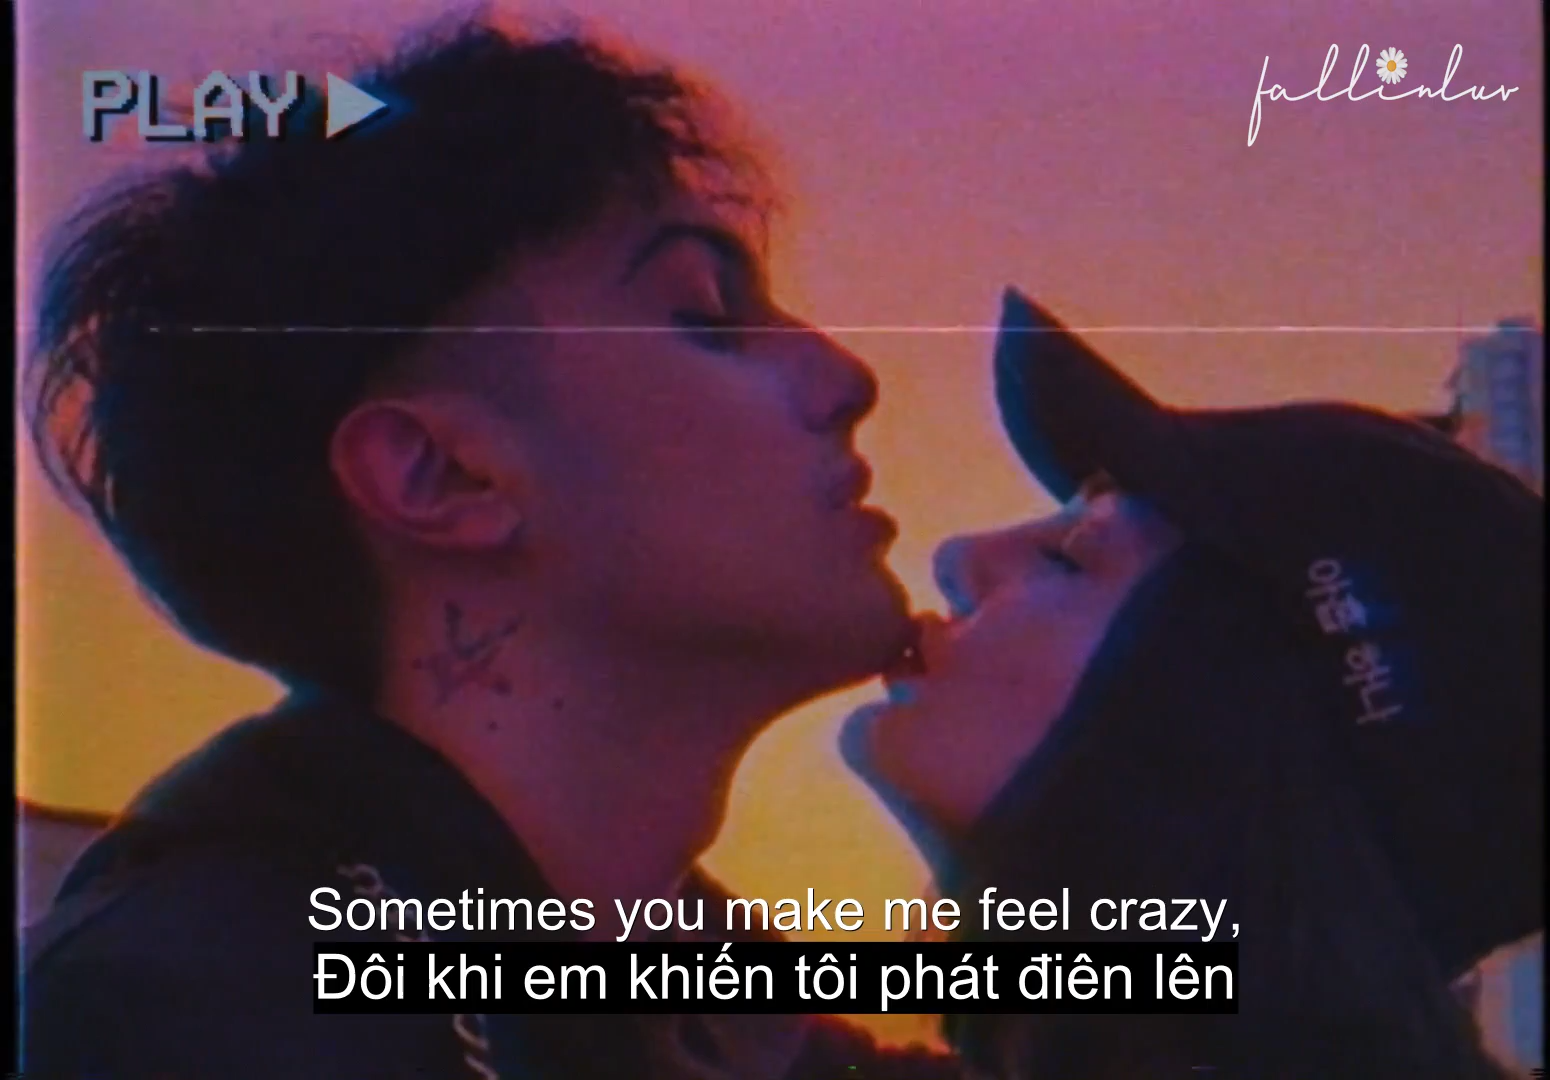 PLAY
fallinluv
Sometimes you make me feel crazy,
Đôi khi em khiến tôi phát điên lên